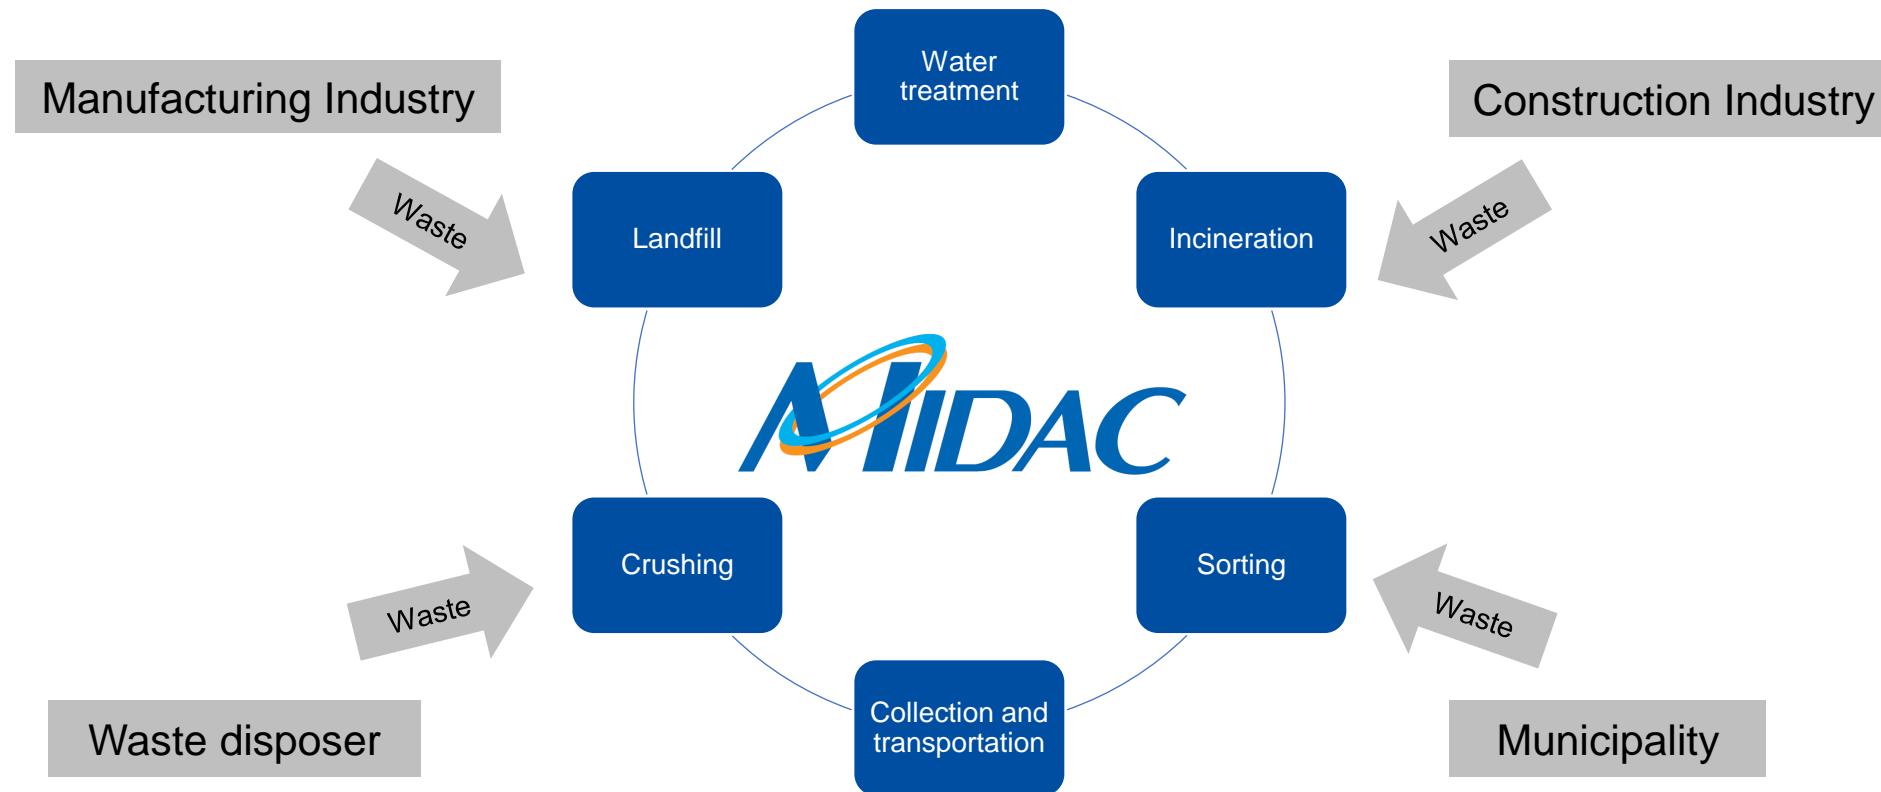 Water
treatment
Manufacturing Industry
Construction Industry
Waste
Waste
Landfill
Incineration
MIDAC
Crushing
Sorting
Waste
Waste
Collection and
transportation
Waste disposer
Municipality